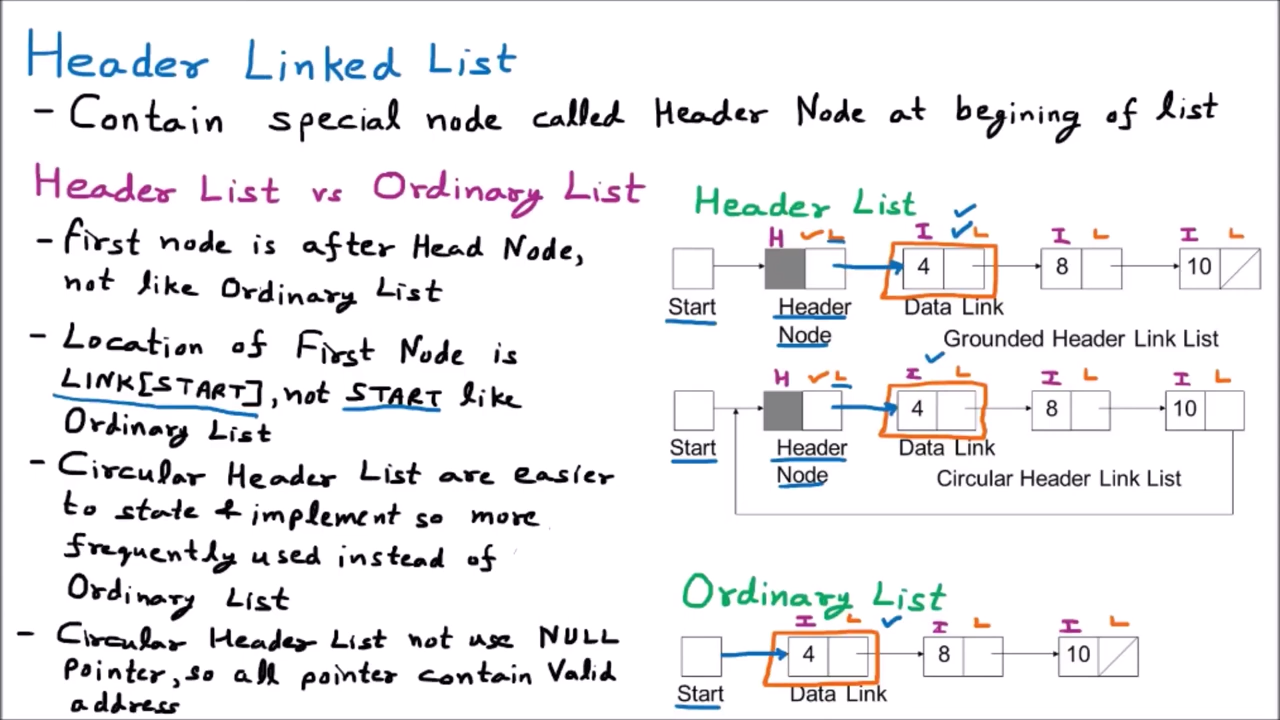 Header Linked List
- Contain special node called Header Node at begining of list
Header List vs Ordinary List
- first node is after Head Node,
not like Ordinary List
- Location of First Node is
LINK[START], not START like
Ordinary List
- Circular Header List are easier
to state & implement so more
frequently used instead of
Ordinary List
- Circular Header List not use NULL
pointer, so all pointer contain Valid
address
Header List
H L I L I L I L
4 8 10
Start Header Data Link
Node
Grounded Header Link List
H L I L I L I L
4 8 10
Start Header Data Link
Node
Circular Header Link List
Ordinary List
I L I L I L
4 8 10
Start Data Link